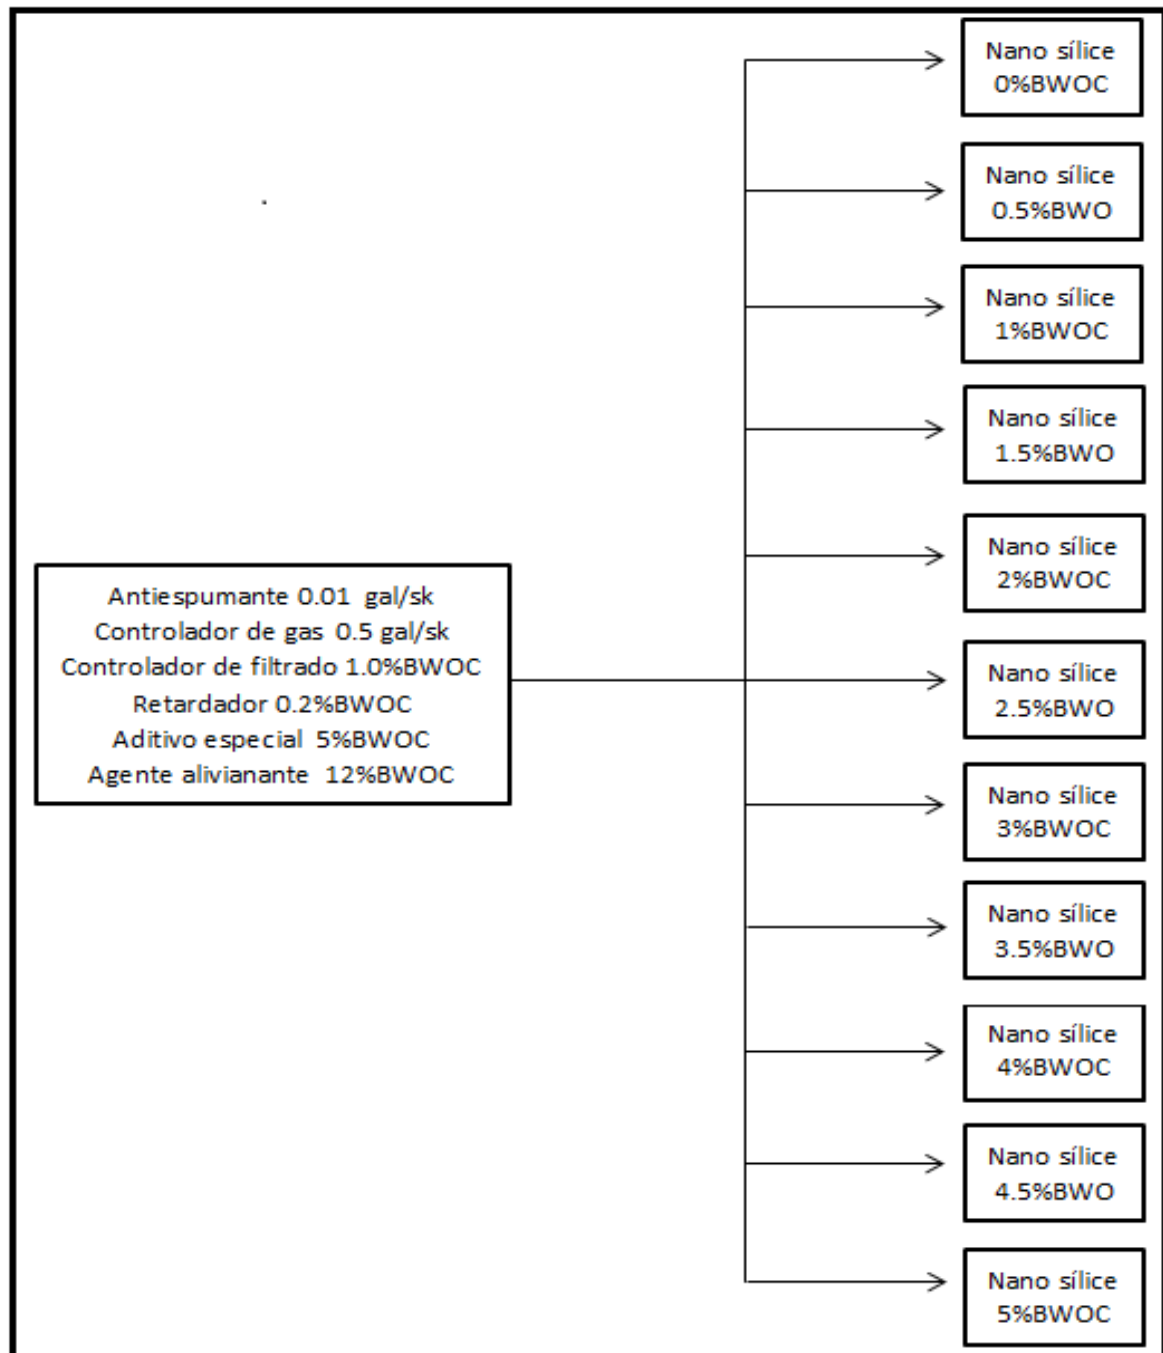 Nano sílice
0%BWOC
Nano sílice
0.5%BWO
Nano sílice
1%BWOC
Nano sílice
1.5%BWO
Nano sílice
2%BWOC
Antiespumante 0.01 gal/sk
Controlador de gas 0.5 gal/sk
Controlador de filtrado 1.0%BWOC
Retardador 0.2%BWOC
Aditivo especial 5%BWOC
Agente alivianante 12%BWOC
Nano sílice
2.5%BWO
Nano sílice
3%BWOC
Nano sílice
3.5%BWO
Nano sílice
4%BWOC
Nano sílice
4.5%BWO
Nano sílice
5%BWOC